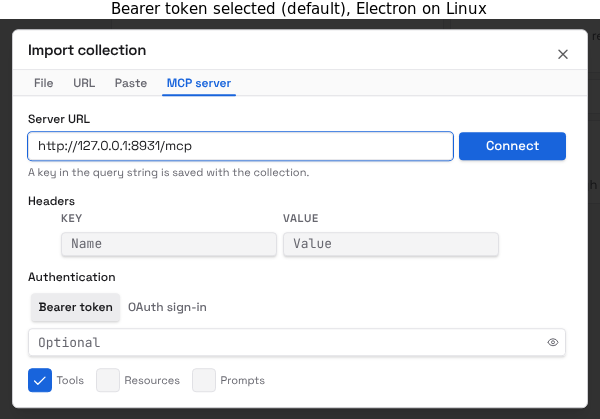 Bearer token selected (default), Electron on Linux
Import collection
File URL Paste MCP server
Server URL
http://127.0.0.1:8931/mcp Connect
A key in the query string is saved with the collection.
Headers
KEY VALUE
Name Value
Authentication
Bearer token OAuth sign-in
Optional
Tools Resources Prompts